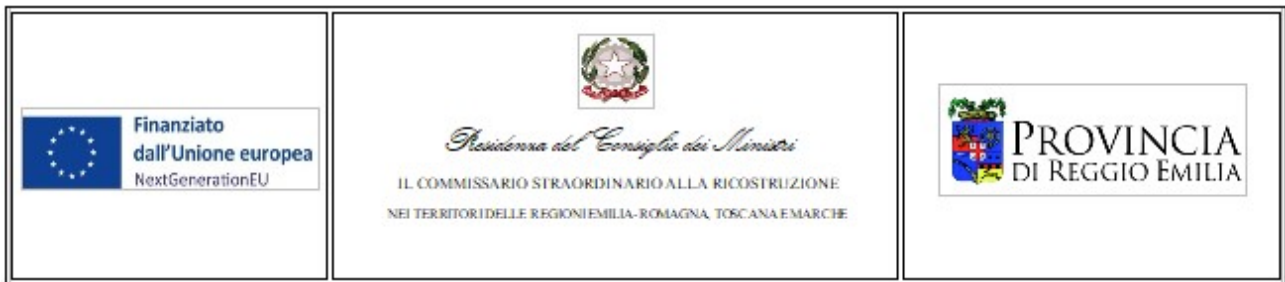 Finanziato
dall'Unione europea
NextGenerationEU
Presidenza del Consiglio dei Ministri
IL COMMISSARIO STRAORDINARIO ALLA RICOSTRUZIONE
NEI TERRITORI DELLE REGIONI EMILIA-ROMAGNA, TOSCANA E MARCHE
PROVINCIA
DI REGGIO EMILIA